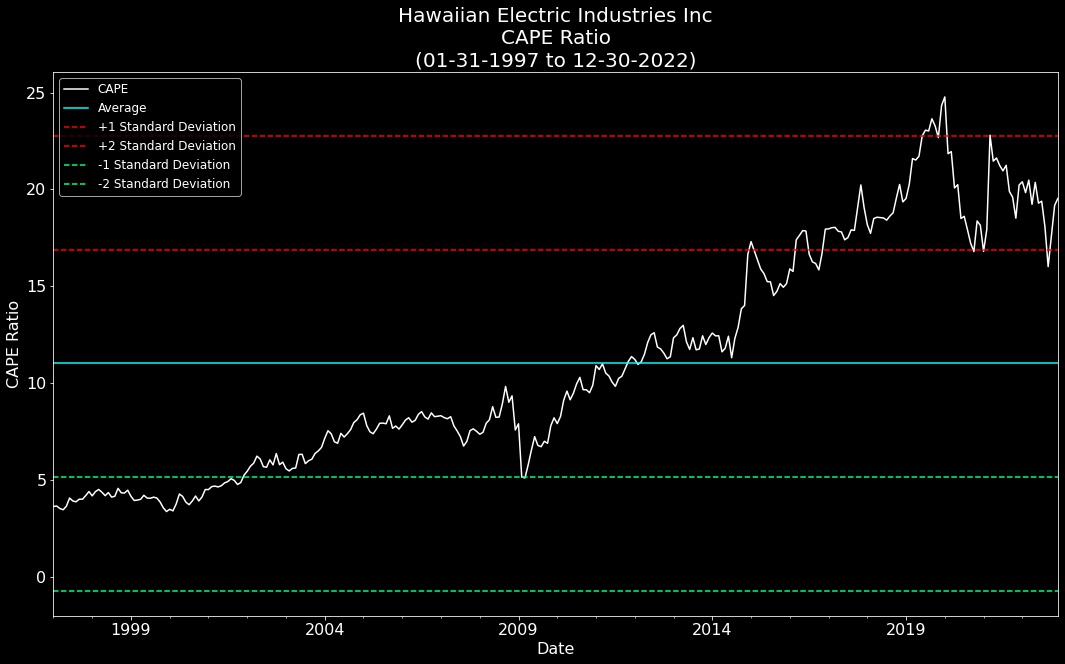 Hawaiian Electric Industries Inc
CAPE Ratio
(01-31-1997 to 12-30-2022)
CAPE
Average
+1 Standard Deviation
+2 Standard Deviation
-1 Standard Deviation
-2 Standard Deviation
25
20
15
10
5
0
CAPE Ratio
1999
2004
2009
2014
2019
Date